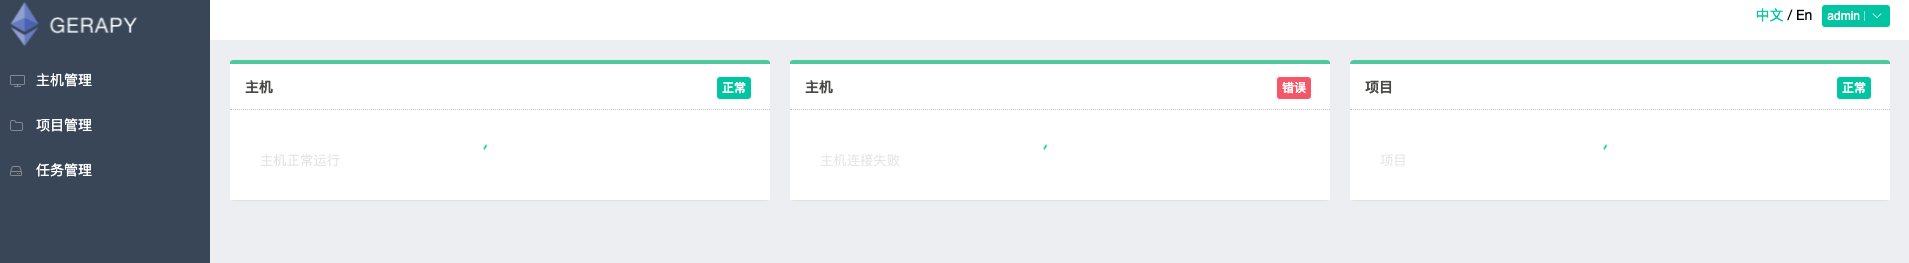 GERAPY
中文 / En admin
主机管理
项目管理
任务管理
主机 正常
主机正常运行
主机 错误
主机连接失败
项目 正常
项目